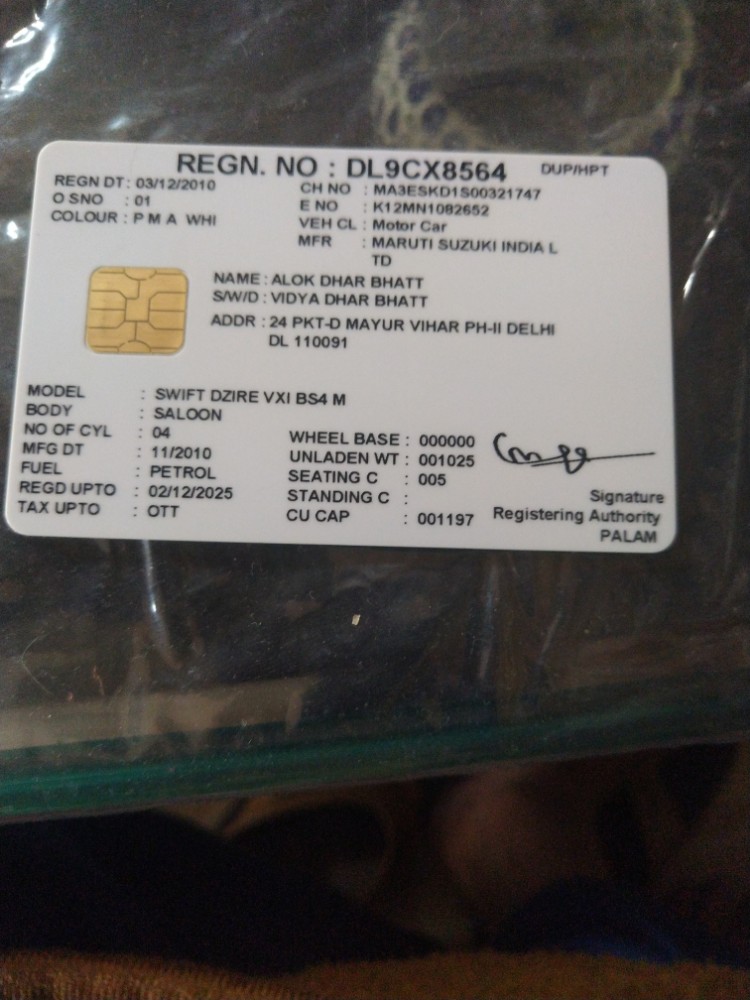 REGN. NO : DL9CX8564 DUP/HPT
REGN DT : 03/12/2010
O SNO : 01
COLOUR : P M A WHI
CH NO : MA3ESKD1S00321747
E NO : K12MN1082652
VEH CL : Motor Car
MFR : MARUTI SUZUKI INDIA L
TD
NAME : ALOK DHAR BHATT
S/W/D : VIDYA DHAR BHATT
ADDR : 24 PKT-D MAYUR VIHAR PH-II DELHI
DL 110091
MODEL : SWIFT DZIRE VXI BS4 M
BODY : SALOON
NO OF CYL : 04
MFG DT : 11/2010
FUEL : PETROL
REGD UPTO : 02/12/2025
TAX UPTO : OTT
WHEEL BASE : 000000
UNLADEN WT : 001025
SEATING C : 005
STANDING C :
CU CAP : 001197
Signature
Registering Authority
PALAM